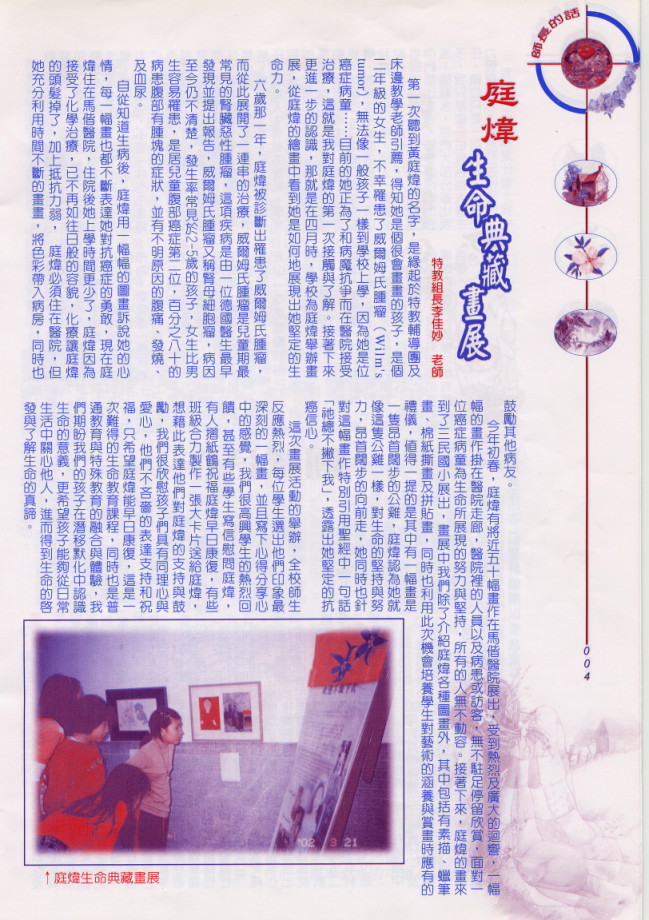 師長的話
庭煒
生命典藏畫展
特教組長李佳妙 老師
第一次聽到黃庭煒的名字，是緣起於特教輔導團及
床邊教學老師引薦，得知她是個很會畫畫的孩子，是個
二年級的女生，不幸罹患了威爾姆氏腫瘤（Wilm's
tumor），無法像一般孩子一樣到學校上學，因為她是位
癌症病童……目前的她正為了和病魔抗爭而在醫院接受
治療，這就是我對庭煒的第一次接觸與了解。接著下來
更進一步的認識，那就是在四月時，學校為庭煒舉辦畫
展，從庭煒的繪畫中看到她是如何地展現出她堅定的生
命力。
六歲那一年，庭煒被診斷出罹患了威爾姆氏腫瘤，
而從此展開了一連串的治療，威爾姆氏腫瘤是兒童期最
常見的腎臟惡性腫瘤，這項疾病是由一位德國醫生最早
發現並提出報告，威爾姆氏腫瘤又稱腎母細胞瘤，病因
至今仍不清楚，發生率常見於2~5歲的孩子，女生比男
生容易罹患，是居兒童腹部癌症第二位，百分之八十的
病患腹部有腫塊的症狀，並有不明原因的腹痛、發燒、
及血尿。
自從知道生病後，庭煒用一幅幅的圖畫訴說她的心
情，每一幅畫也都不斷表達她對抗癌症的勇敢，現在庭
煒住在馬偕醫院，住院後她上學時間更少了，庭煒因為
接受了化學治療，已不再如往日般的容貌，化療讓庭煒
的頭髮掉了，加上抵抗力弱，庭煒必須住在醫院，但
她充分利用時間不斷的畫畫，將色彩帶入病房，同時也
鼓勵其他病友。
今年初春，庭煒有將近五十幅畫作在馬偕醫院展出，受到熱烈及廣大的迴響，一幅
幅的畫作掛在醫院走廊，醫院裡的人員以及病患或訪客，無不駐足停留欣賞，面對一
位癌症病童為生命所展現的努力與堅持，所有的人無不動容。接著下來，庭煒的畫來
到了三民國小展出，畫展中我們除了介紹庭煒各種圖畫外，其中包括有素描、蠟筆
畫、棉紙撕畫及拼貼畫，同時也利用此次機會培養學生對藝術的涵養與賞畫時應有的
禮儀，值得一提的是其中有一幅畫是
一隻昂首闊步的公雞，庭煒認為她就
像這隻公雞一樣，對生命的堅持與努
力，昂首闊步的向前走，她同時也針
對這幅畫作特別引用聖經中一句話
「祂總不撇下我」，透露出她堅定的抗
癌信心。
這次畫展活動的舉辦，全校師生
反應熱烈，每位學生選出他們印象最
深刻的一幅畫，並且寫下心得分享心
中的感覺，我們很高興學生的熱烈回
饋，甚至有些學生寫信慰問庭煒，
有人摺紙鶴祝福庭煒早日康復，有些
班級合力製作一張大卡片送給庭煒，
想藉此表達他們對庭煒的支持與鼓
勵，我們很欣慰孩子們具有同理心與
愛心，他們不吝嗇的表達支持和祝
福，只希望庭煒能早日康復，這是一
次難得的生命教育課程，同時也是普
通教育與特殊教育的融合與體驗，我
們期盼我們的孩子在潛移默化中認識
生命的意義，更希望孩子能夠從日常
生活中關心他人，進而得到生命的啓
發與了解生命的真諦。
004
'02 3 21
↑庭煒生命典藏畫展